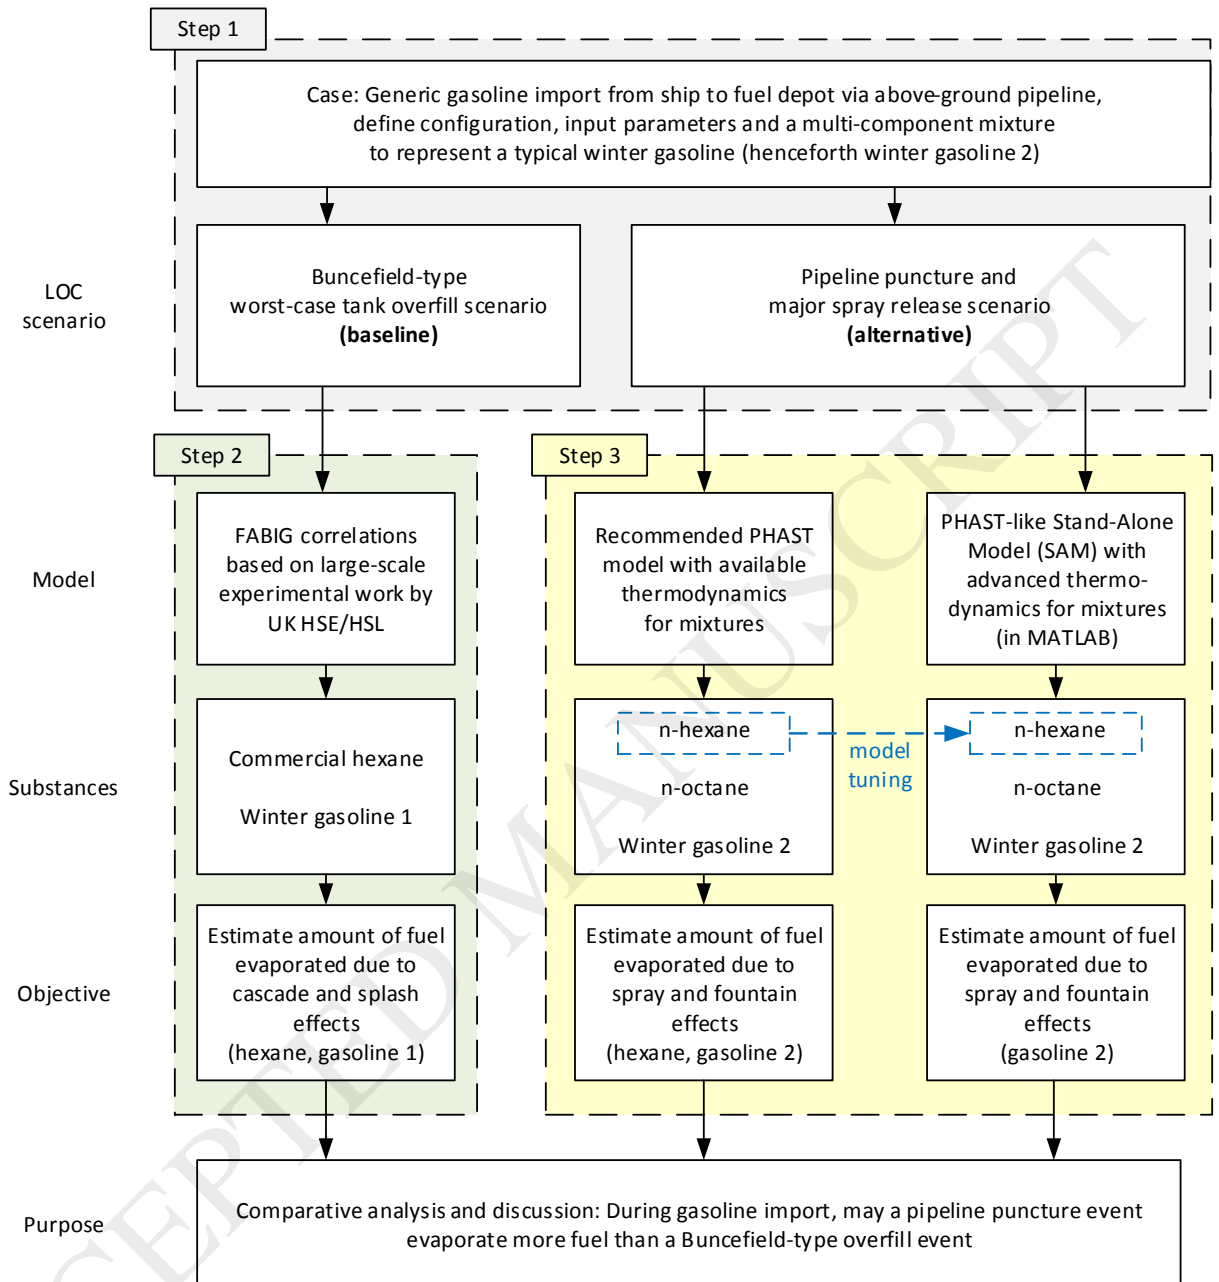 Step 1
Case: Generic gasoline import from ship to fuel depot via above-ground pipeline,
define configuration, input parameters and a multi-component mixture
to represent a typical winter gasoline (henceforth winter gasoline 2)
LOC
scenario
Buncefield-type
worst-case tank overfill scenario
(baseline)
Pipeline puncture and
major spray release scenario
(alternative)
Step 2
Step 3
Model
FABIG correlations
based on large-scale
experimental work by
UK HSE/HSL
Recommended PHAST
model with available
thermodynamics
for mixtures
PHAST-like Stand-Alone
Model (SAM) with
advanced thermo-
dynamics for mixtures
(in MATLAB)
Substances
Commercial hexane
Winter gasoline 1
n-hexane
n-octane
Winter gasoline 2
model
tuning
n-hexane
n-octane
Winter gasoline 2
Objective
Estimate amount of fuel
evaporated due to
cascade and splash
effects
(hexane, gasoline 1)
Estimate amount of fuel
evaporated due to
spray and fountain
effects
(hexane, gasoline 2)
Estimate amount of fuel
evaporated due to
spray and fountain
effects
(gasoline 2)
Purpose
Comparative analysis and discussion: During gasoline import, may a pipeline puncture event
evaporate more fuel than a Buncefield-type overfill event
CEPTED MANUSCRIPT